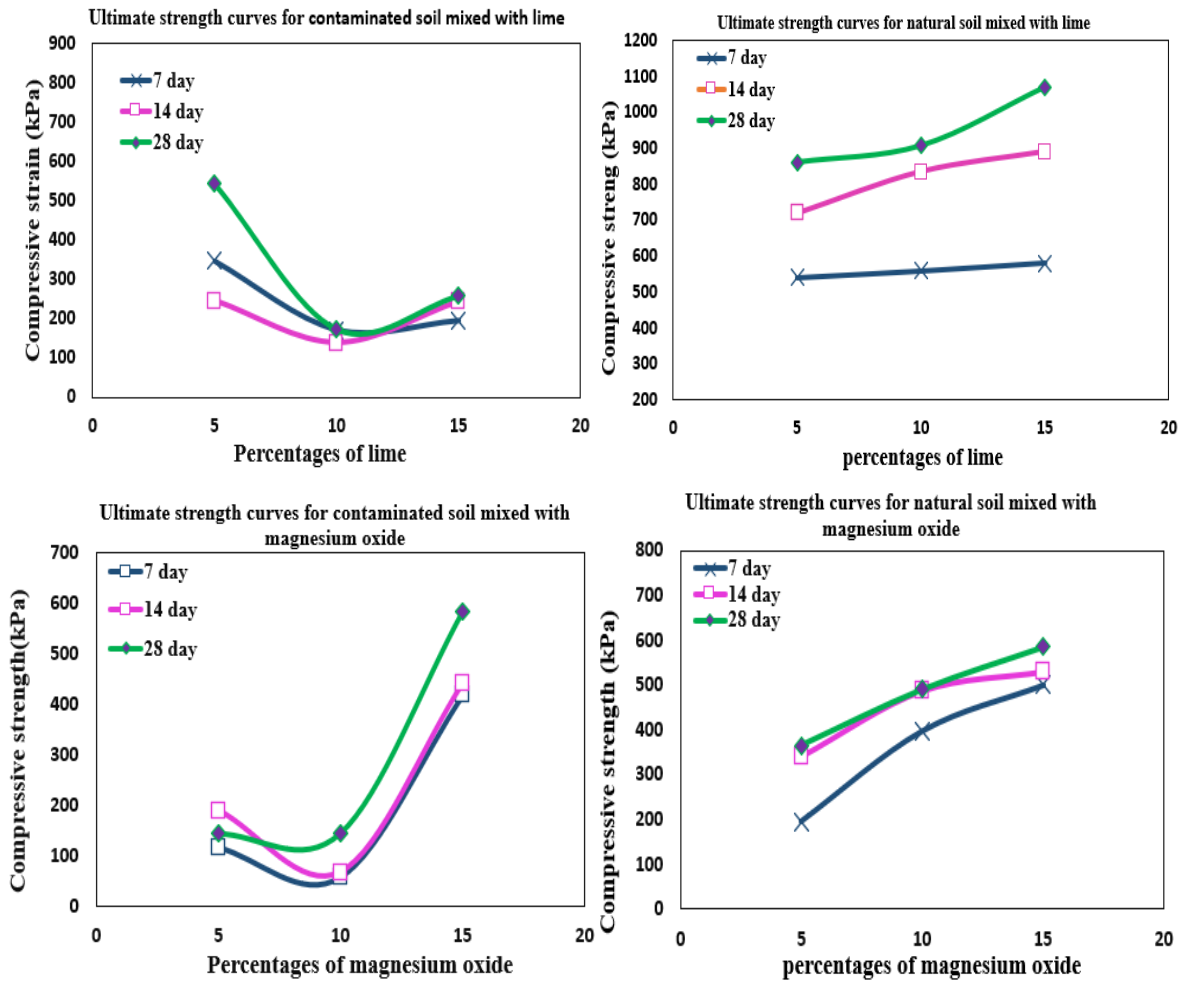 Ultimate strength curves for contaminated soil mixed with lime
900
800
700
600
500
400
300
200
100
0
Compressive strain (kPa)
7 day
14 day
28 day
0 5 10 15 20
Percentages of lime
Ultimate strength curves for natural soil mixed with lime
1200
1100
1000
900
800
700
600
500
400
300
200
Compressive streng (kPa)
7 day
14 day
28 day
0 5 10 15 20
percentages of lime
Ultimate strength curves for contaminated soil mixed with
magnesium oxide
700
600
500
400
300
200
100
0
Compressive strength(kPa)
7 day
14 day
28 day
0 5 10 15 20
Percentages of magnesium oxide
Ultimate strength curves for natural soil mixed with
magnesium oxide
800
700
600
500
400
300
200
100
0
Compressive strength (kPa)
7 day
14 day
28 day
0 5 10 15 20
percentages of magnesium oxide